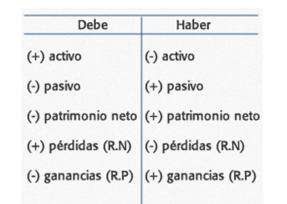 Debe Haber
(+) activo (-) activo
(-) pasivo (+) pasivo
(-) patrimonio neto (+) patrimonio neto
(+) pérdidas (R.N) (-) pérdidas (R.N)
(-) ganancias (R.P) (+) ganancias (R.P)